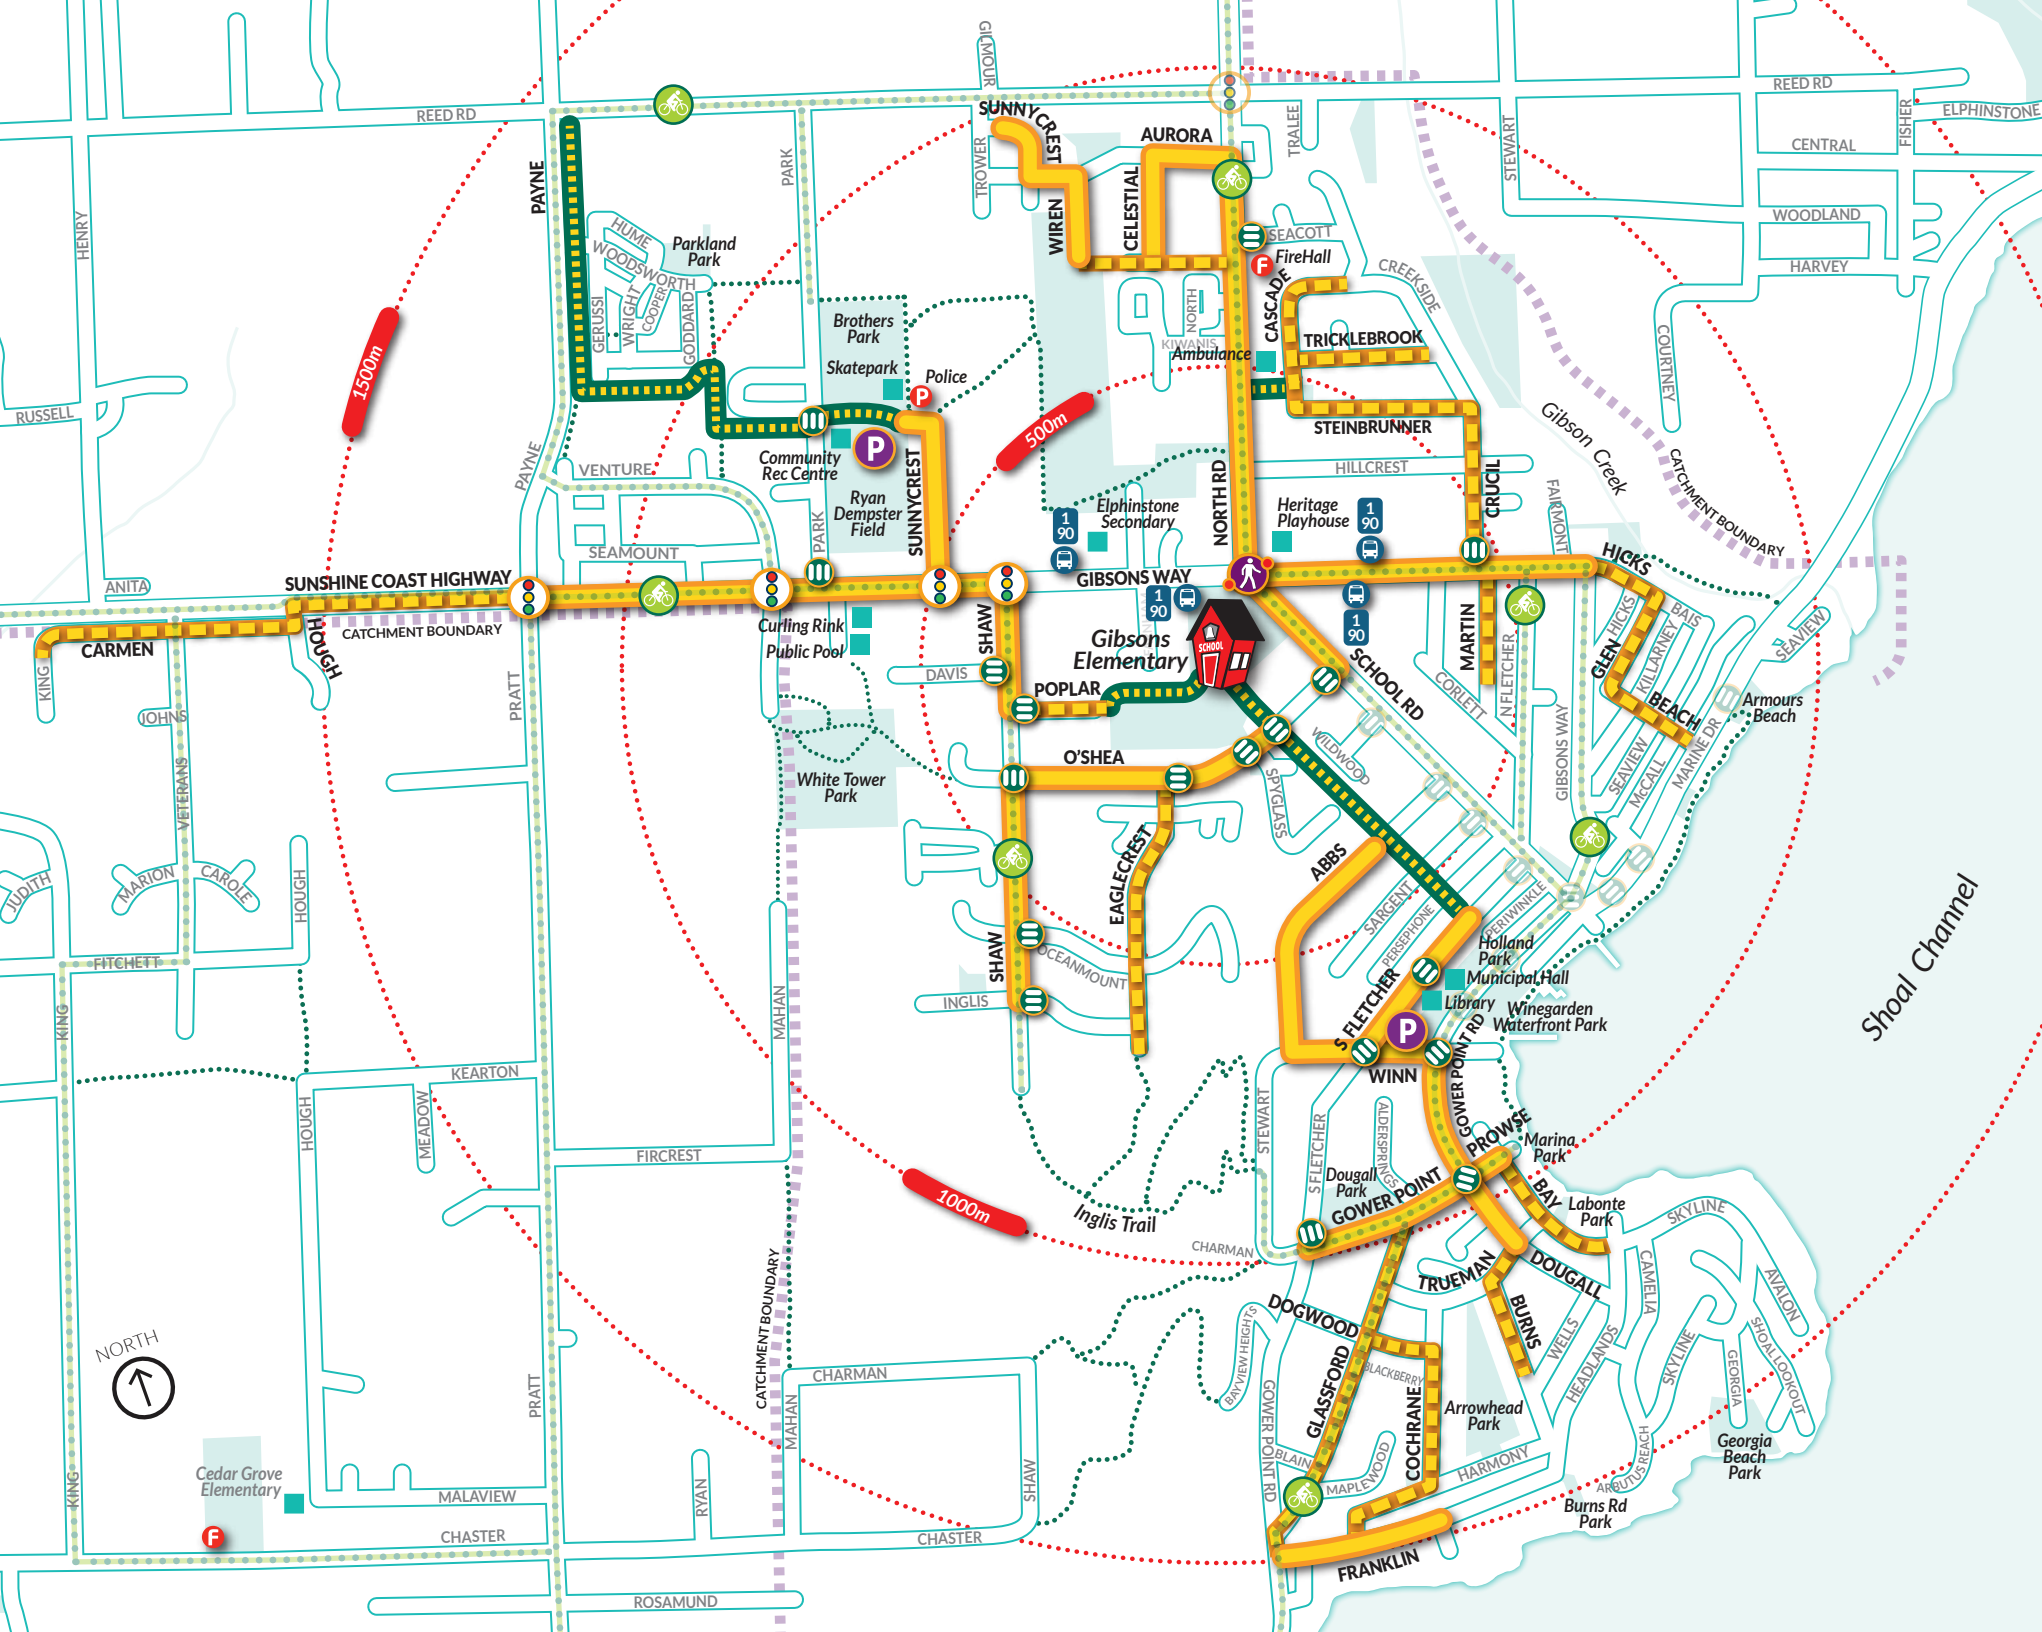 GILMOUR
REED RD
REED RD
FISHER
ELPHINSTONE
SUNNYCREST
AURORA
TRALEE
STEWART
CENTRAL
PAYNE
PARK
TROWER
HENRY
WIREN
CELESTIAL
SEACOTT
WOODLAND
HUME
WOODSWORTH
Parkland
Park
FireHall
F
HARVEY
CREEKSIDE
CASCADE
GERUSSI
WRIGHT
COOPER
GODDARD
NORTH
KIWANIS
Brothers
Park
TRICKLEBROOK
COURTNEY
Ambulance
Skatepark
Police
P
1500m
500m
RUSSELL
STEINBRUNNER
Gibson Creek
Community
Rec Centre
P
SUNNYCREST
NORTH RD
HILLCREST
CRUCIL
FAIRMONT
CATCHMENT BOUNDARY
PAYNE
VENTURE
Ryan
Dempster
Field
PARK
Elphinstone
Secondary
Heritage
Playhouse
1
90
1
90
SEAMOUNT
ANITA
SUNSHINE COAST HIGHWAY
GIBSONS WAY
HICKS
1
90
1
90
CATCHMENT BOUNDARY
HOUGH
CARMEN
Curling Rink
Public Pool
SHAW
Gibsons
Elementary
SCHOOL
SCHOOL RD
MARTIN
N FLETCHER
HICKS
BAIS
GLEN
KILLARNEY
SEAVIEW
KING
PRATT
DAVIS
POPLAR
CORLETT
BEACH
Armours
Beach
JOHNS
VETERANS
WILDWOOD
GIBSONS WAY
MARINE DR
O'SHEA
SPYGLASS
SEAVIEW
McCALL
White Tower
Park
EAGLECREST
ABBS
JUDITH
MARION
CAROLE
HOUGH
SARGENT
PERSEPHONE
PERIWINKLE
Shoal Channel
FITCHETT
SHAW
OCEANMOUNT
Holland
Park
Municipal Hall
Library
INGLIS
S FLETCHER
P
Winegarden
Waterfront Park
KING
MAHAN
WINN
GOWER POINT RD
KEARTON
HOUGH
MEADOW
STEWART
S FLETCHER
ALDERSPRINGS
PROWSE
Marina
Park
FIRCREST
Dougall
Park
GOWER POINT
BAY
Labonte
Park
SKYLINE
1000m
Inglis Trail
CHARMAN
CAMELIA
AVALON
CATCHMENT BOUNDARY
TRUEMAN
DOUGALL
BAYVIEW HEIGHTS
DOGWOOD
BURNS
WELLS
HEADLANDS
SKYLINE
GEORGIA
SHOAL LOOKOUT
NORTH
CHARMAN
MAHAN
BLACKBERRY
GLASSFORD
COCHRANE
Arrowhead
Park
PRATT
GOWER POINT RD
BLAIN
MAPLEWOOD
HARMONY
ARBUTUS REACH
Georgia
Beach
Park
Cedar Grove
Elementary
F
KING
MALAVIEW
RYAN
SHAW
Burns Rd
Park
CHASTER
CHASTER
FRANKLIN
ROSAMUND